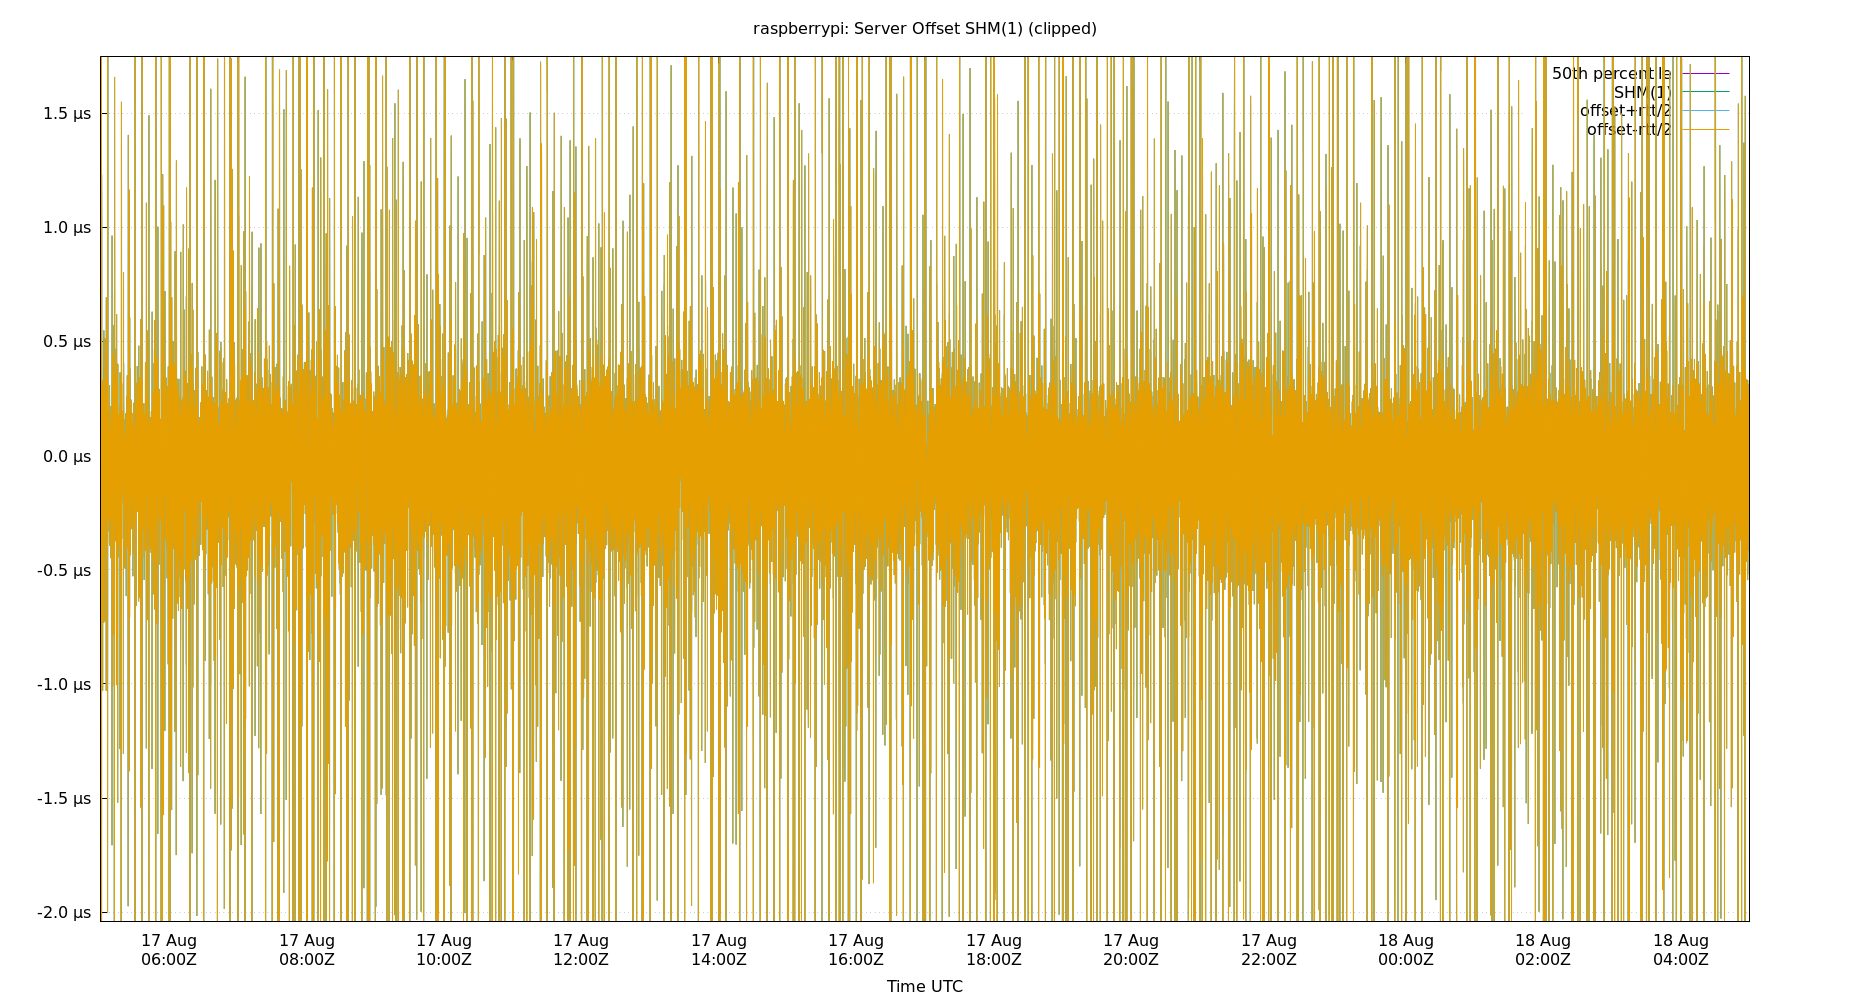 raspberrypi: Server Offset SHM(1) (clipped)
50th percentile
SHM(1)
offset+rtt/2
offset-rtt/2
1.5 µs
1.0 µs
0.5 µs
0.0 µs
-0.5 µs
-1.0 µs
-1.5 µs
-2.0 µs
17 Aug 17 Aug 17 Aug 17 Aug 17 Aug 17 Aug 17 Aug 17 Aug 17 Aug 18 Aug 18 Aug 18 Aug
06:00Z 08:00Z 10:00Z 12:00Z 14:00Z 16:00Z 18:00Z 20:00Z 22:00Z 00:00Z 02:00Z 04:00Z
Time UTC